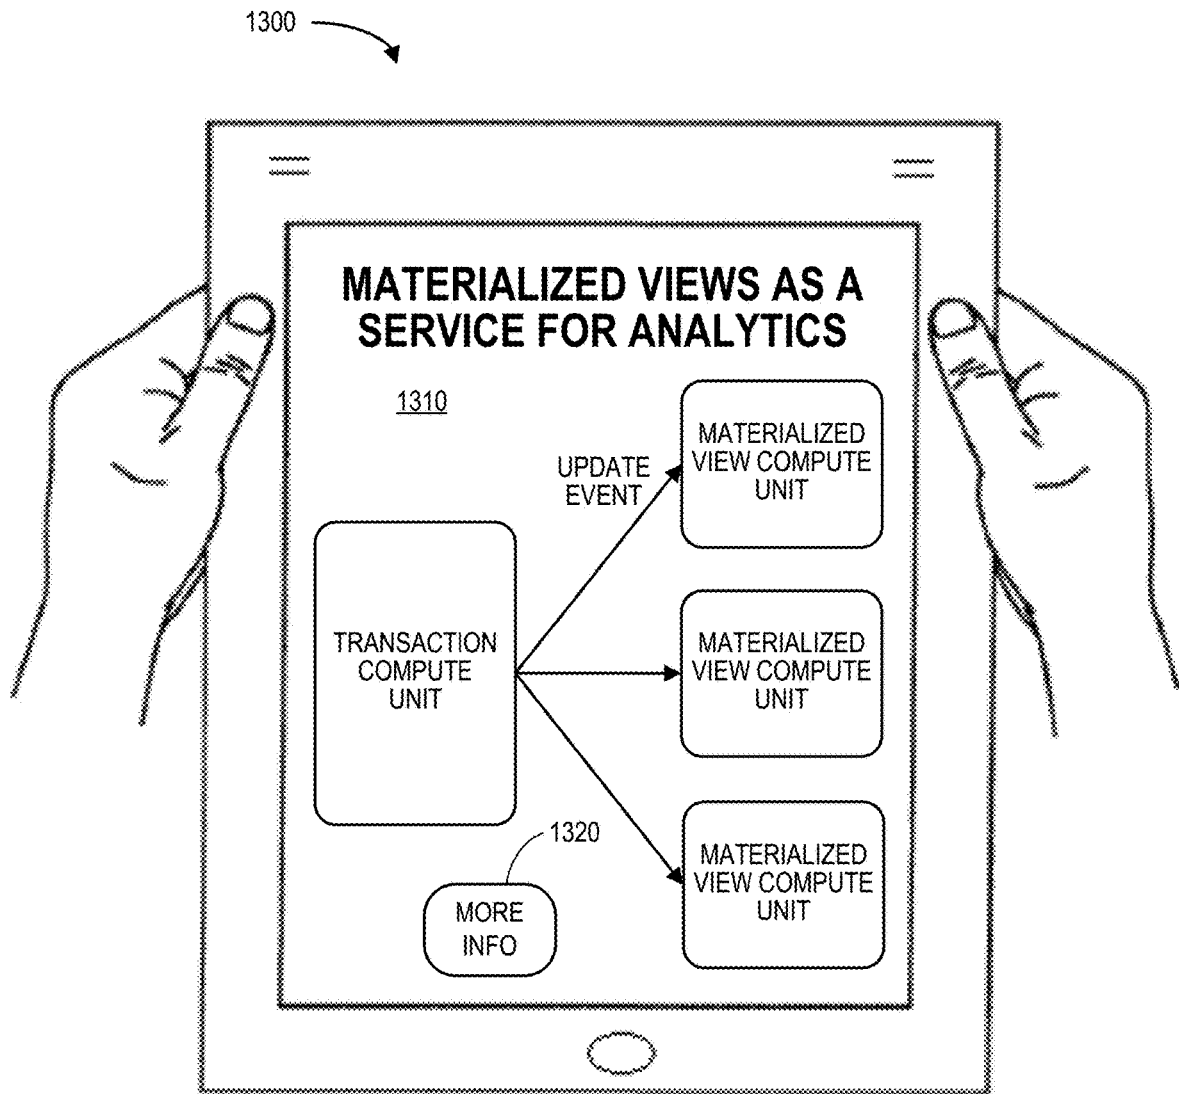 1300
MATERIALIZED VIEWS AS A
SERVICE FOR ANALYTICS
1310
UPDATE
EVENT
MATERIALIZED
VIEW COMPUTE
UNIT
TRANSACTION
COMPUTE
UNIT
MATERIALIZED
VIEW COMPUTE
UNIT
MATERIALIZED
VIEW COMPUTE
UNIT
1320
MORE
INFO